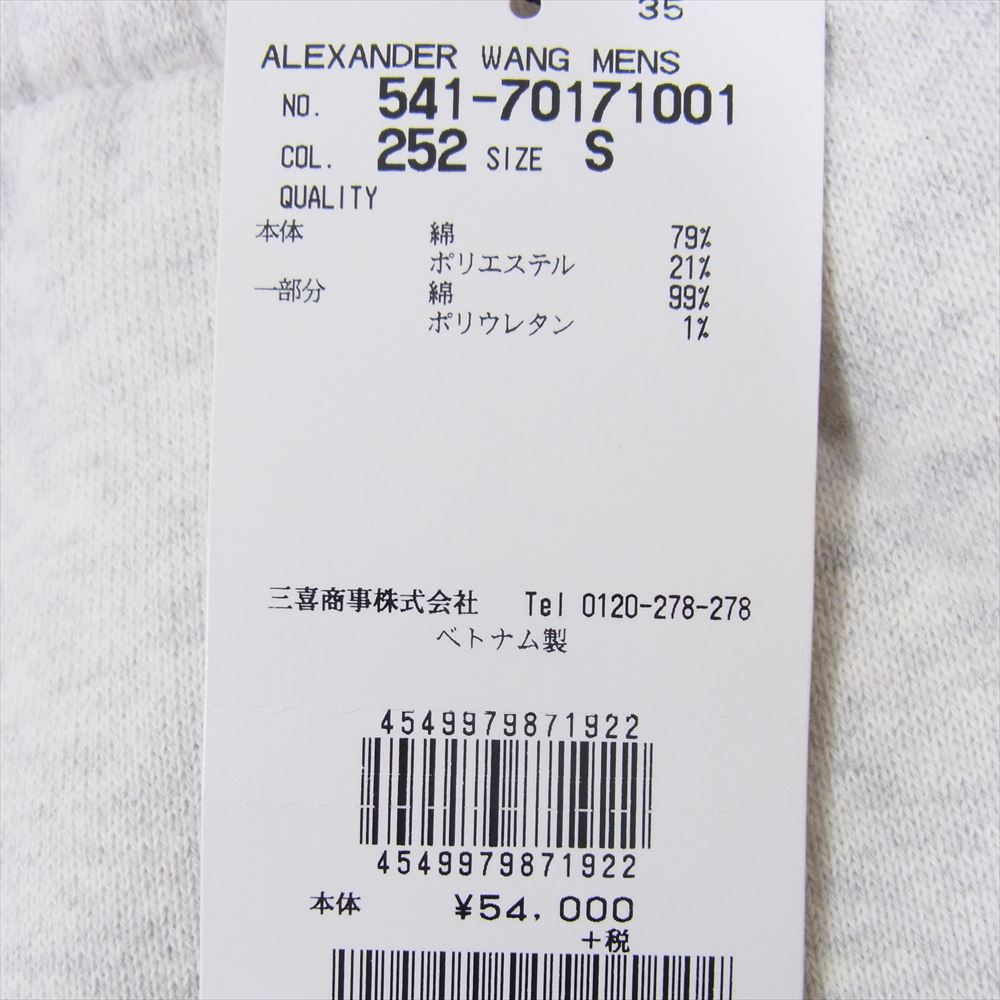 35
ALEXANDER WANG MENS
NO. 541-70171001
COL. 252 SIZE S
QUALITY
本体 綿 79%
ポリエステル 21%
一部分 綿 99%
ポリウレタン 1%
三喜商事株式会社 Tel 0120-278-278
ベトナム製
4549979871922
4549979871922
本体 ¥54,000
+税